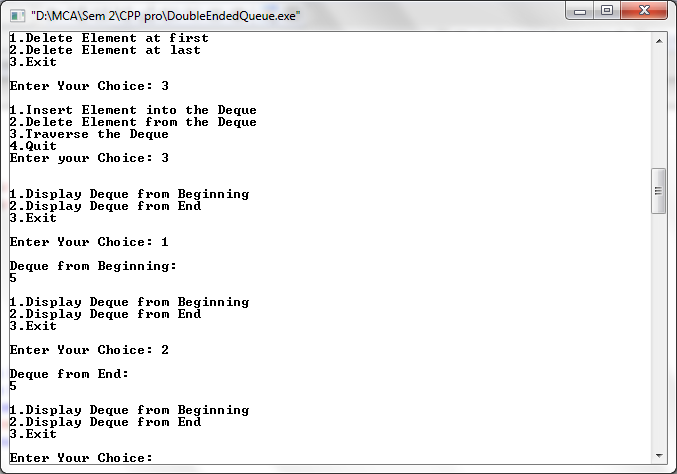 "D:\MCA\Sem 2\CPP pro\DoubleEndedQueue.exe"
1.Delete Element at first
2.Delete Element at last
3.Exit
Enter Your Choice: 3
1.Insert Element into the Deque
2.Delete Element from the Deque
3.Traverse the Deque
4.Quit
Enter your Choice: 3
1.Display Deque from Beginning
2.Display Deque from End
3.Exit
Enter Your Choice: 1
Deque from Beginning:
5
1.Display Deque from Beginning
2.Display Deque from End
3.Exit
Enter Your Choice: 2
Deque from End:
5
1.Display Deque from Beginning
2.Display Deque from End
3.Exit
Enter Your Choice: